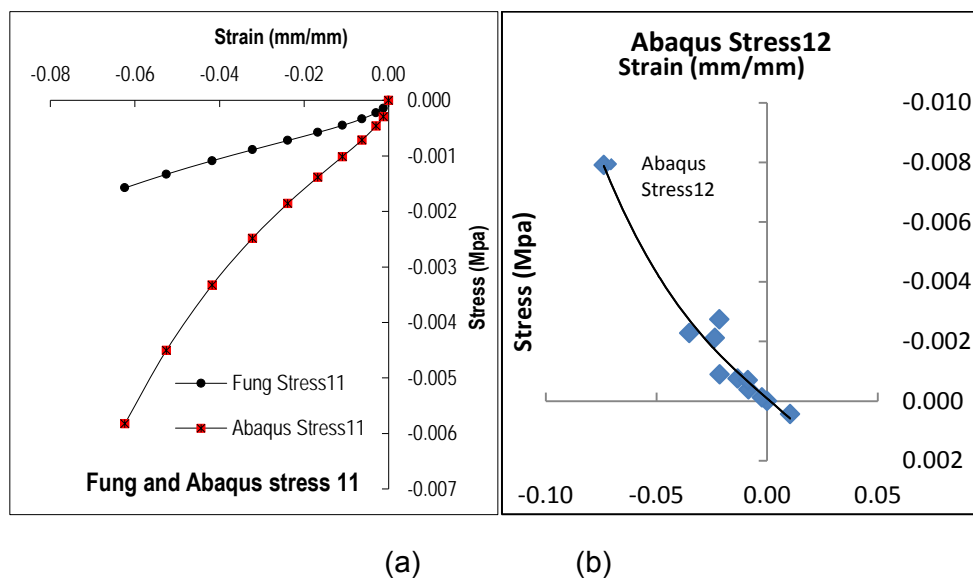 Strain (mm/mm)
-0.08 -0.06 -0.04 -0.02 0.00
0.000
-0.001
-0.002
-0.003
-0.004
-0.005
-0.006
-0.007
Stress (Mpa)
Fung Stress11
Abaqus Stress11
Fung and Abaqus stress 11
Abaqus Stress12
Strain (mm/mm)
-0.010
-0.008
-0.006
-0.004
-0.002
0.000
0.002
Abaqus
Stress12
Stress (Mpa)
-0.10 -0.05 0.00 0.05
(a) (b)